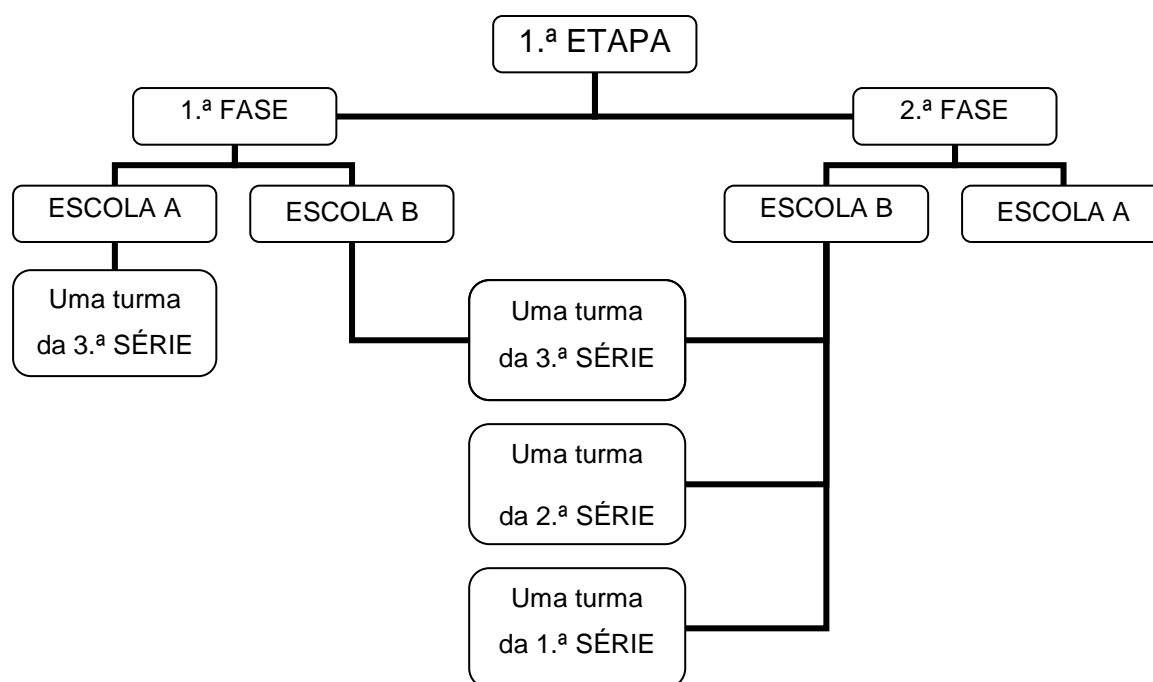 1.ª ETAPA
1.ª FASE
2.ª FASE
ESCOLA A
ESCOLA B
ESCOLA B
ESCOLA A
Uma turma
da 3.ª SÉRIE
Uma turma
da 3.ª SÉRIE
Uma turma
da 2.ª SÉRIE
Uma turma
da 1.ª SÉRIE